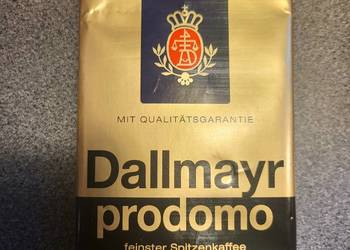 MIT QUALITÄTSGARANTIE
Dallmayr
prodomo
feinster Spitzenkaffee